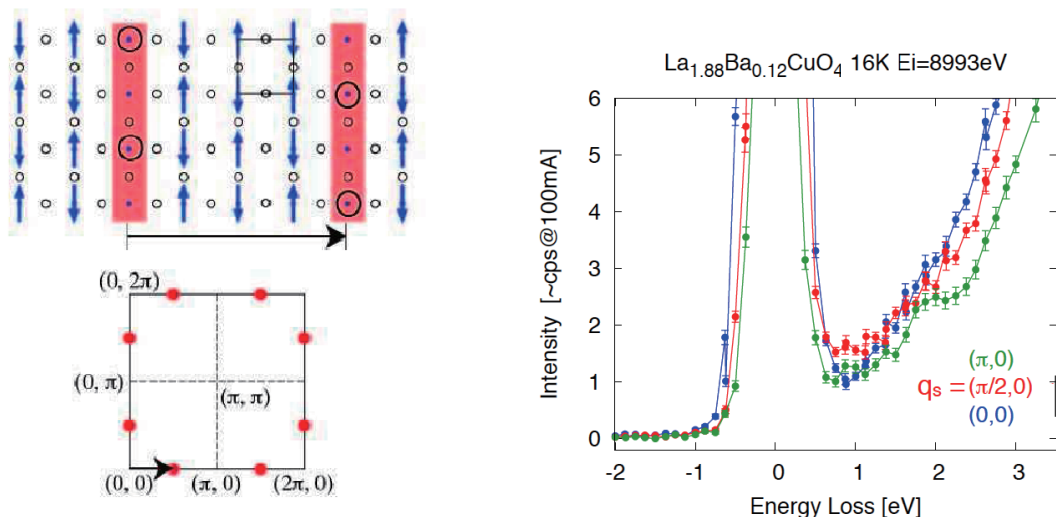 (0, 2π)
(0, π)
(π, π)
(0, 0)
(π, 0)
(2π, 0)
La1.88Ba0.12CuO4 16K Ei=8993eV
Intensity [~cps@100mA]
6
5
4
3
2
1
0
(π,0)
qs =(π/2,0)
(0,0)
-2 -1 0 1 2 3
Energy Loss [eV]